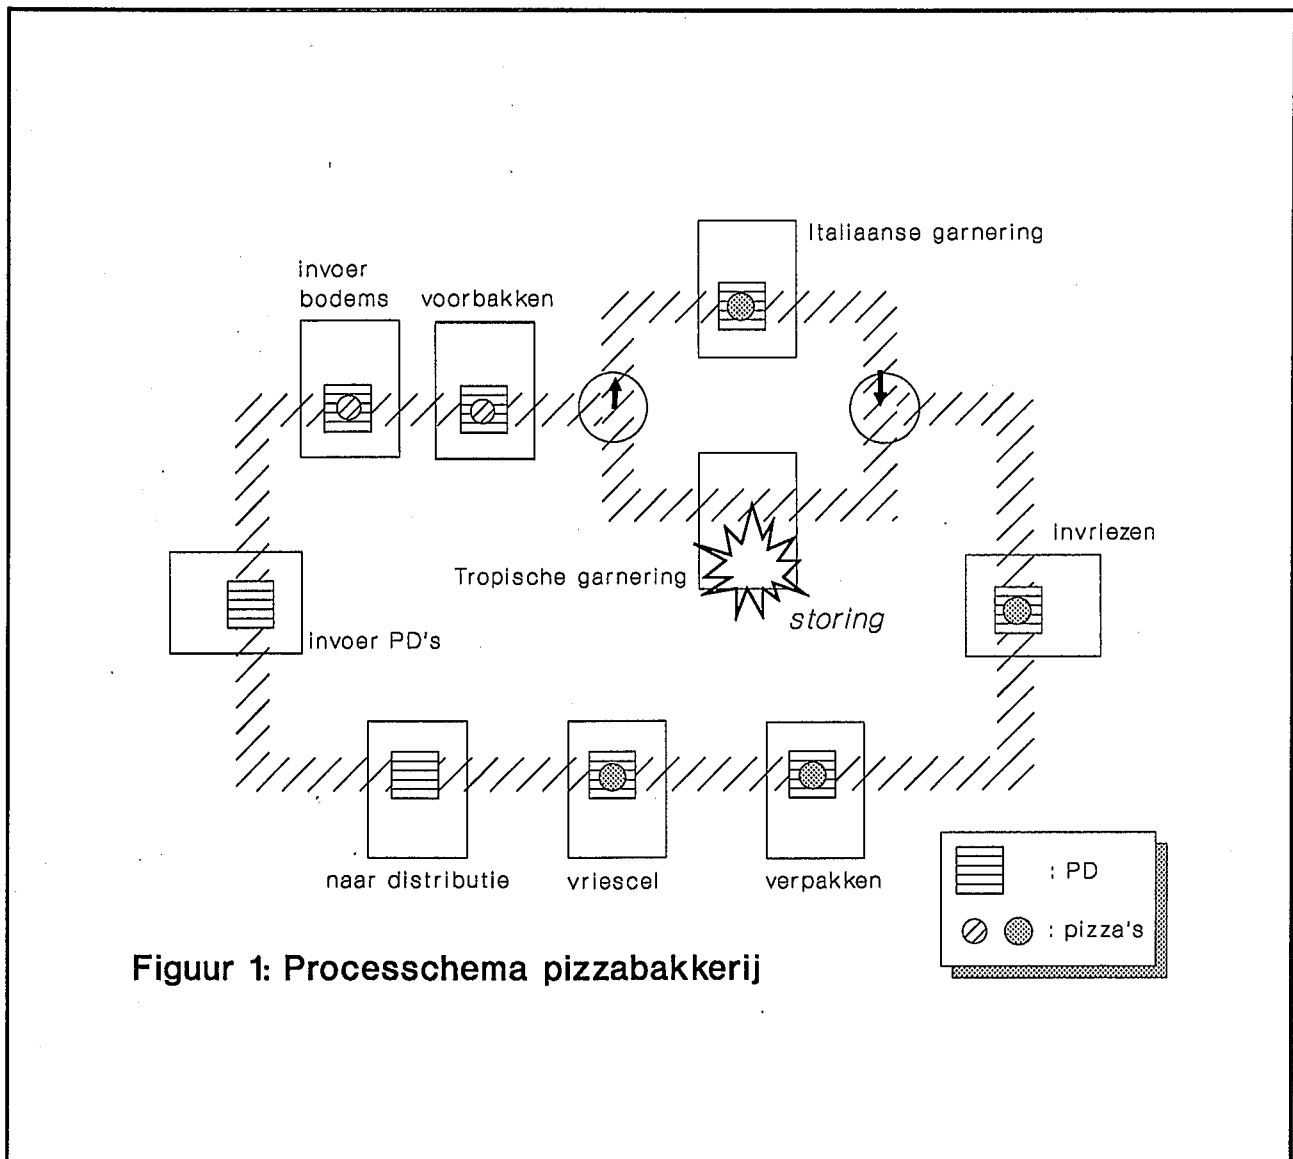 Italiaanse garnering
invoer
bodems
voorbakken
invriezen
Tropische garnering
storing
invoer PD's
naar distributie
vriescel
verpakken
: PD
: pizza's
Figuur 1: Processchema pizzabakkerij